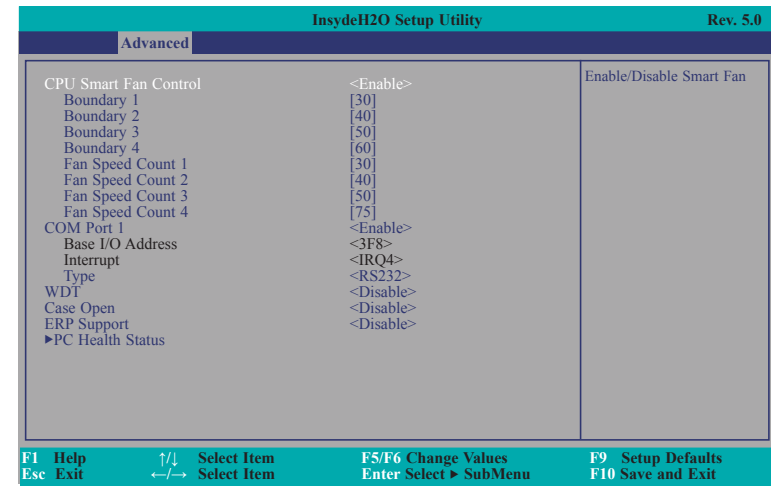 InsydeH2O Setup Utility Rev. 5.0
Advanced
CPU Smart Fan Control <Enable> Enable/Disable Smart Fan
Boundary 1 [30]
Boundary 2 [40]
Boundary 3 [50]
Boundary 4 [60]
Fan Speed Count 1 [30]
Fan Speed Count 2 [40]
Fan Speed Count 3 [50]
Fan Speed Count 4 [75]
COM Port 1 <Enable>
Base I/O Address <3F8>
Interrupt <IRQ4>
Type <RS232>
WDT <Disable>
Case Open <Disable>
ERP Support <Disable>
►PC Health Status
F1 Help ↑/↓ Select Item F5/F6 Change Values F9 Setup Defaults
Esc Exit ←/→ Select Item Enter Select ► SubMenu F10 Save and Exit